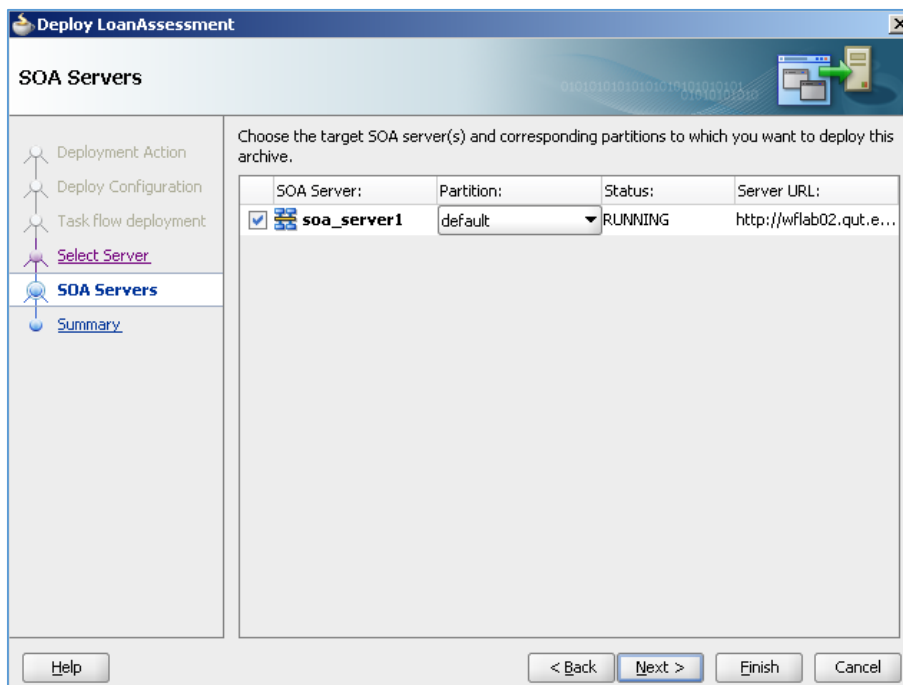 Deploy LoanAssessment
SOA Servers
Deployment Action
Deploy Configuration
Task flow deployment
Select Server
SOA Servers
Summary
Choose the target SOA server(s) and corresponding partitions to which you want to deploy this
archive.
SOA Server: Partition: Status: Server URL:
soa_server1 default RUNNING http://wflab02.qut.e...
Help < Back Next > Finish Cancel